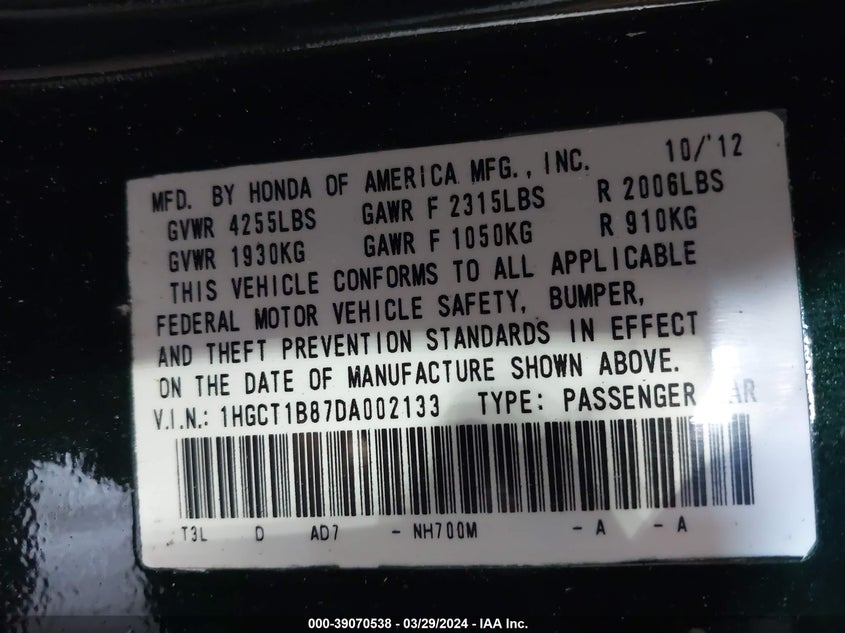 MFD. BY HONDA OF AMERICA MFG., INC. 10/'12
GVWR 4255LBS GAWR F 2315LBS R 2006LBS
GVWR 1930KG GAWR F 1050KG R 910KG
THIS VEHICLE CONFORMS TO ALL APPLICABLE
FEDERAL MOTOR VEHICLE SAFETY, BUMPER,
AND THEFT PREVENTION STANDARDS IN EFFECT
ON THE DATE OF MANUFACTURE SHOWN ABOVE.
V.I.N.: 1HGCT1B87DA002133 TYPE: PASSENGER CAR
T3L D AD7 - NH700M - A - A
000-39070538 - 03/29/2024 - IAA Inc.